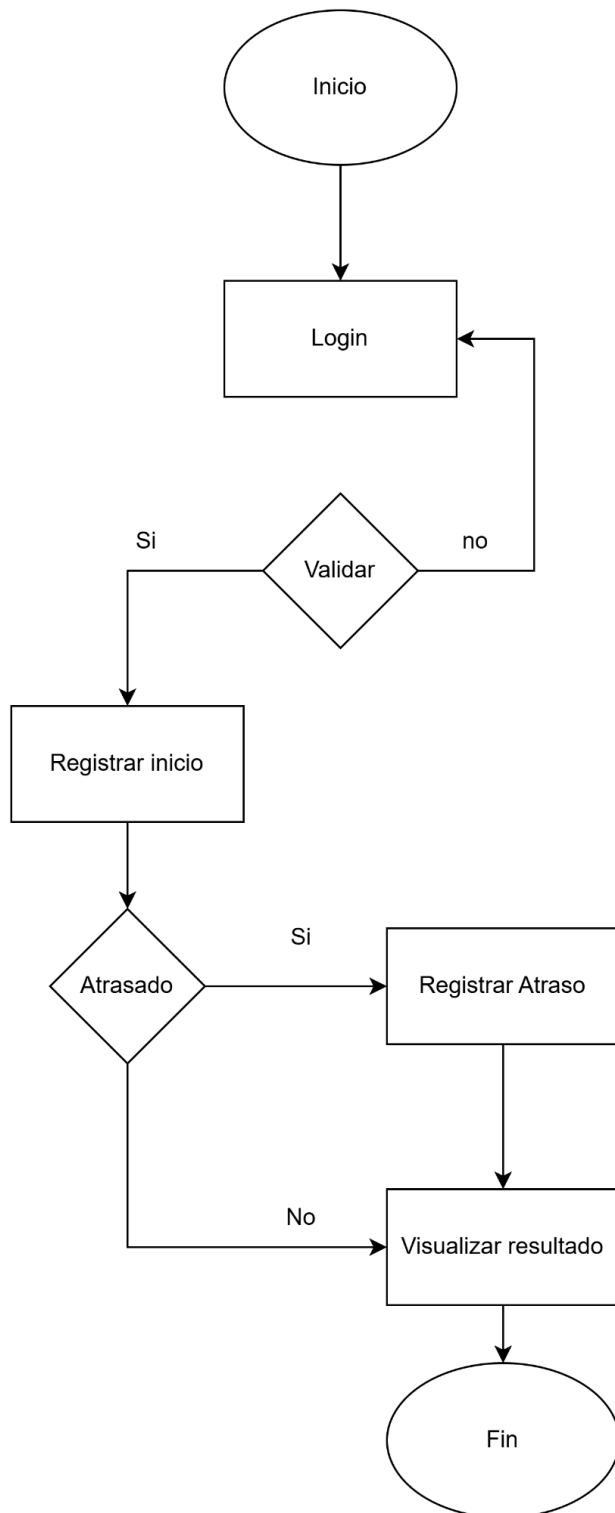 Inicio
Login
Si
no
Validar
Registrar inicio
Si
Atrasado
Registrar Atraso
No
Visualizar resultado
Fin